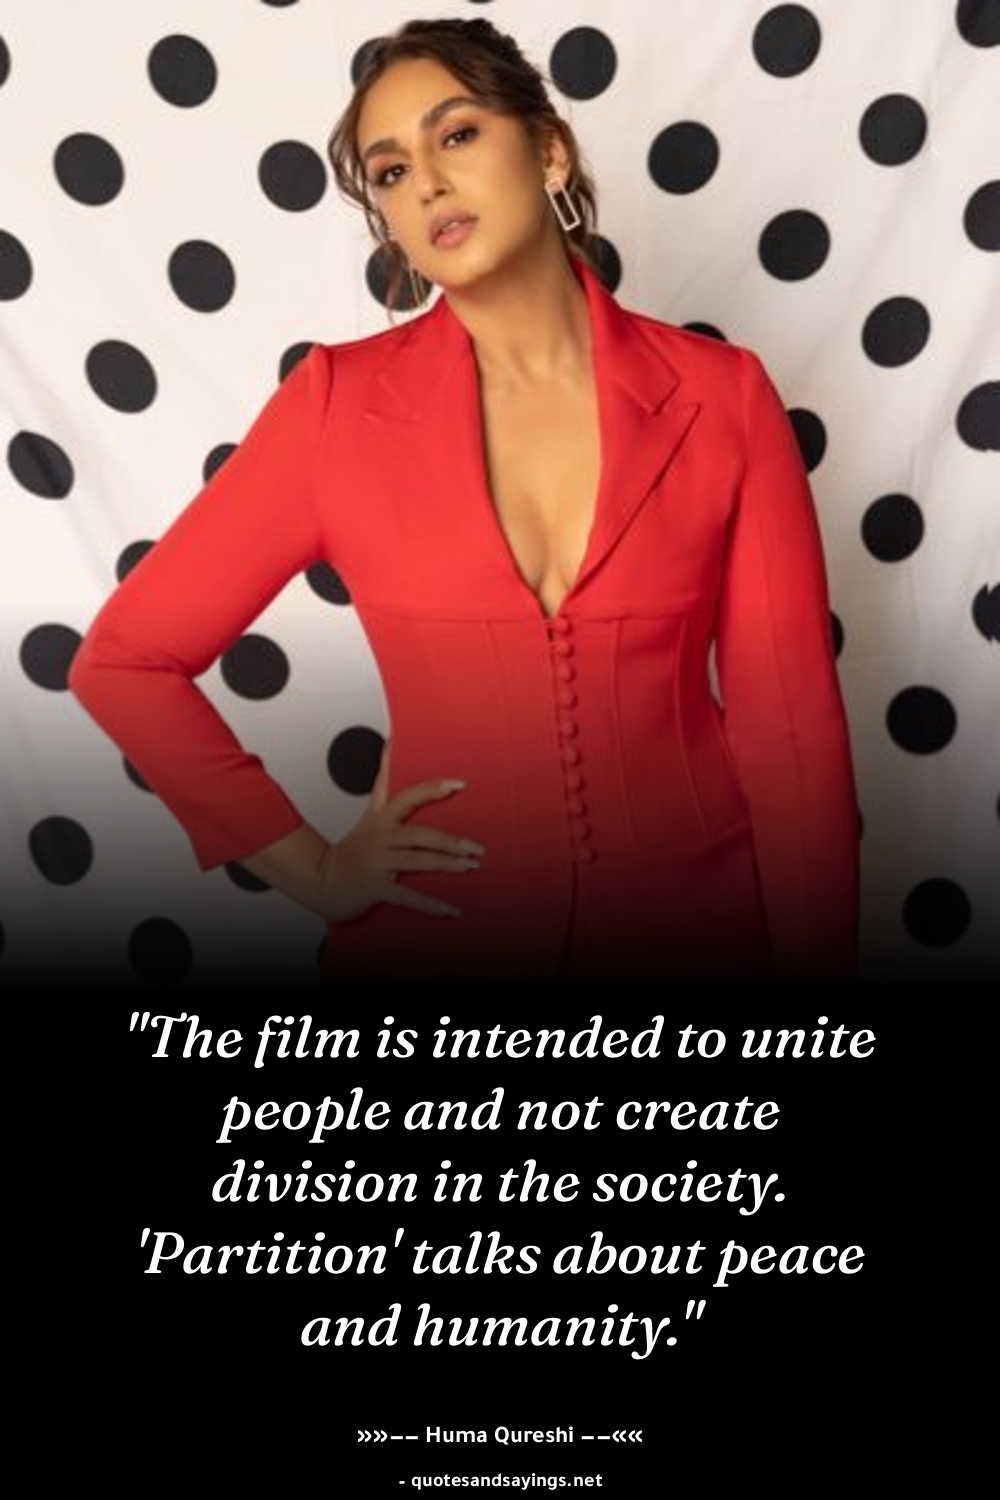 "The film is intended to unite
people and not create
division in the society.
'Partition' talks about peace
and humanity."
»»−− Huma Qureshi −−««
- quotesandsayings.net